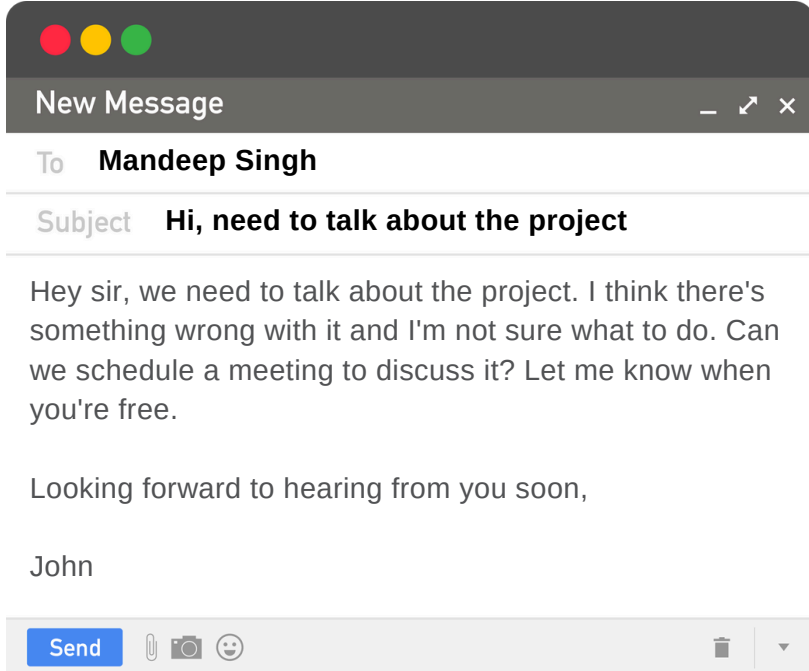 New Message
To Mandeep Singh
Subject Hi, need to talk about the project
Hey sir, we need to talk about the project. I think there's
something wrong with it and I'm not sure what to do. Can
we schedule a meeting to discuss it? Let me know when
you're free.
Looking forward to hearing from you soon,
John
Send